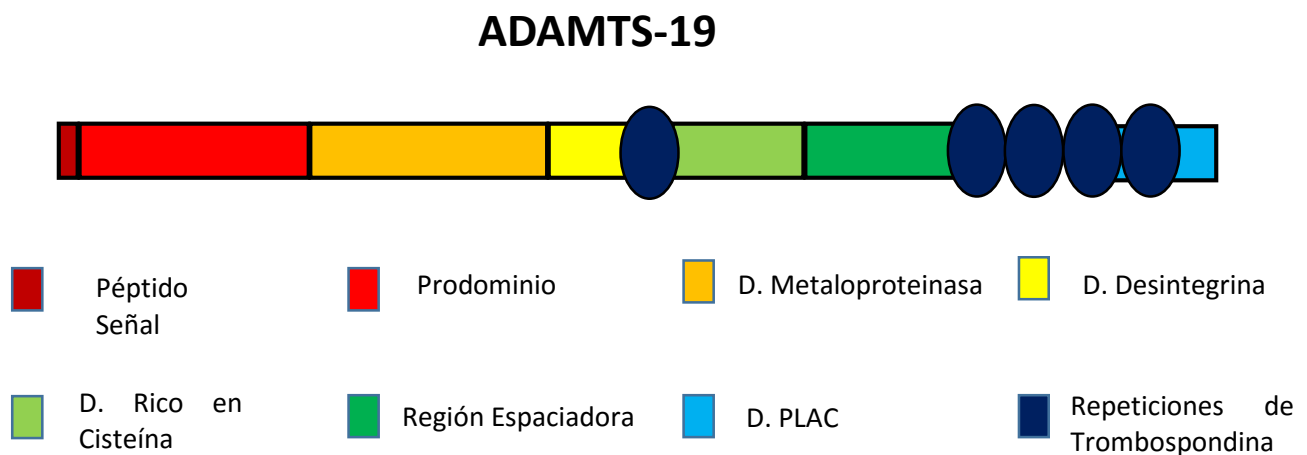 ADAMTS-19
Péptido
Señal
Prodominio
D. Metaloproteinasa
D. Desintegrina
D. Rico en
Cisteína
Región Espaciadora
D. PLAC
Repeticiones de
Trombospondina